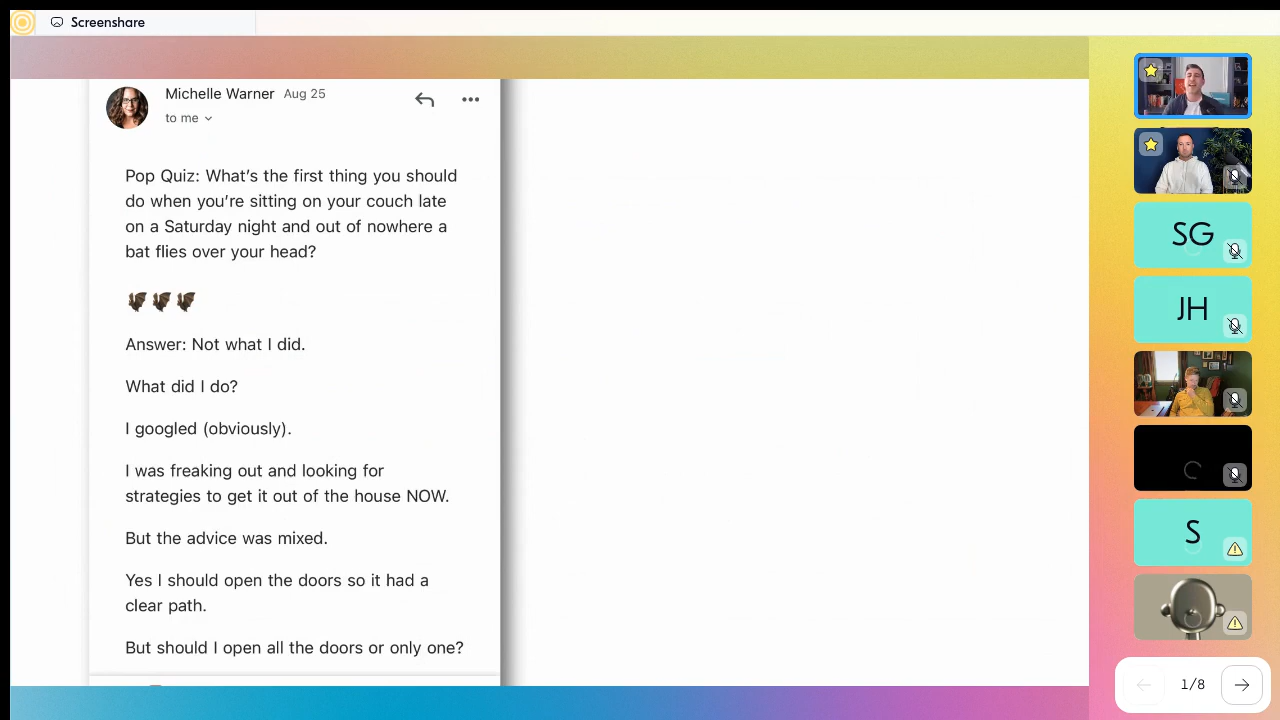 Screenshare
Michelle Warner Aug 25
to me
Pop Quiz: What's the first thing you should
do when you're sitting on your couch late
on a Saturday night and out of nowhere a
bat flies over your head?
🦇🦇🦇
Answer: Not what I did.
What did I do?
I googled (obviously).
I was freaking out and looking for
strategies to get it out of the house NOW.
But the advice was mixed.
Yes I should open the doors so it had a
clear path.
But should I open all the doors or only one?
SG
JH
S
1/8